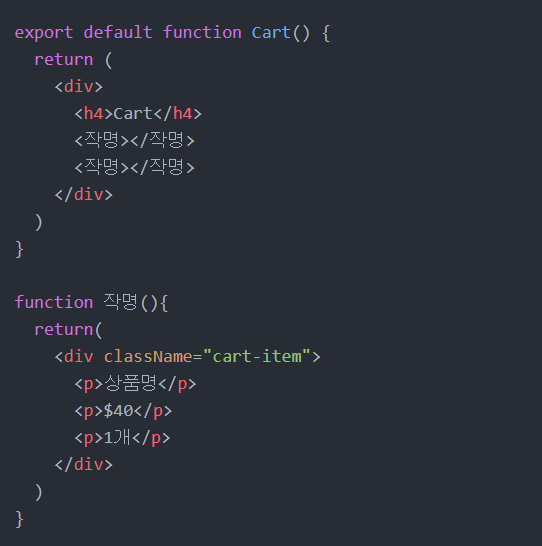 export default function Cart() {
return (
<div>
<h4>Cart</h4>
<작명></작명>
<작명></작명>
</div>
)
}
function 작명(){
return(
<div className="cart-item">
<p>상품명</p>
<p>$40</p>
<p>1개</p>
</div>
)
}